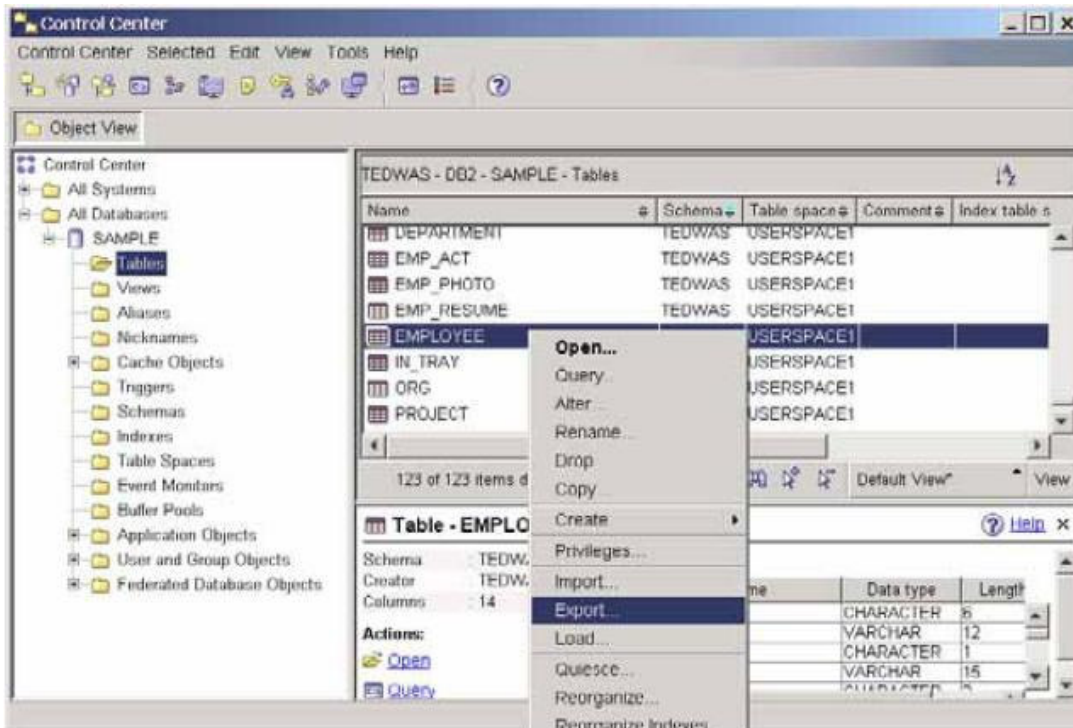 Control Center
Control Center Selected Edit View Tools Help
Object View
Control Center
All Systems
All Databases
SAMPLE
Tables
Views
Aliases
Nicknames
Cache Objects
Triggers
Schemas
Indexes
Table Spaces
Event Monitors
Buffer Pools
Application Objects
User and Group Objects
Federated Database Objects
TEDWAS - DB2 - SAMPLE - Tables
Name Schema Table space Comment Index table s
DEPARTMENT TEDWAS USERSPACE1
EMP_ACT TEDWAS USERSPACE1
EMP_PHOTO TEDWAS USERSPACE1
EMP_RESUME TEDWAS USERSPACE1
EMPLOYEE USERSPACE1
IN_TRAY USERSPACE1
ORG USERSPACE1
PROJECT USERSPACE1
123 of 123 items d
Default View* View
Open...
Query...
Alter...
Rename...
Drop
Copy
Create
Privileges...
Import...
Export...
Load...
Quiesce...
Reorganize...
Reorganize Indexes...
Table - EMPLO
Help
Schema : TEDWA
Creator : TEDWA
Columns : 14
Actions:
Open
Query
me Data type Length
CHARACTER 6
VARCHAR 12
CHARACTER 1
VARCHAR 15
CHARACTER